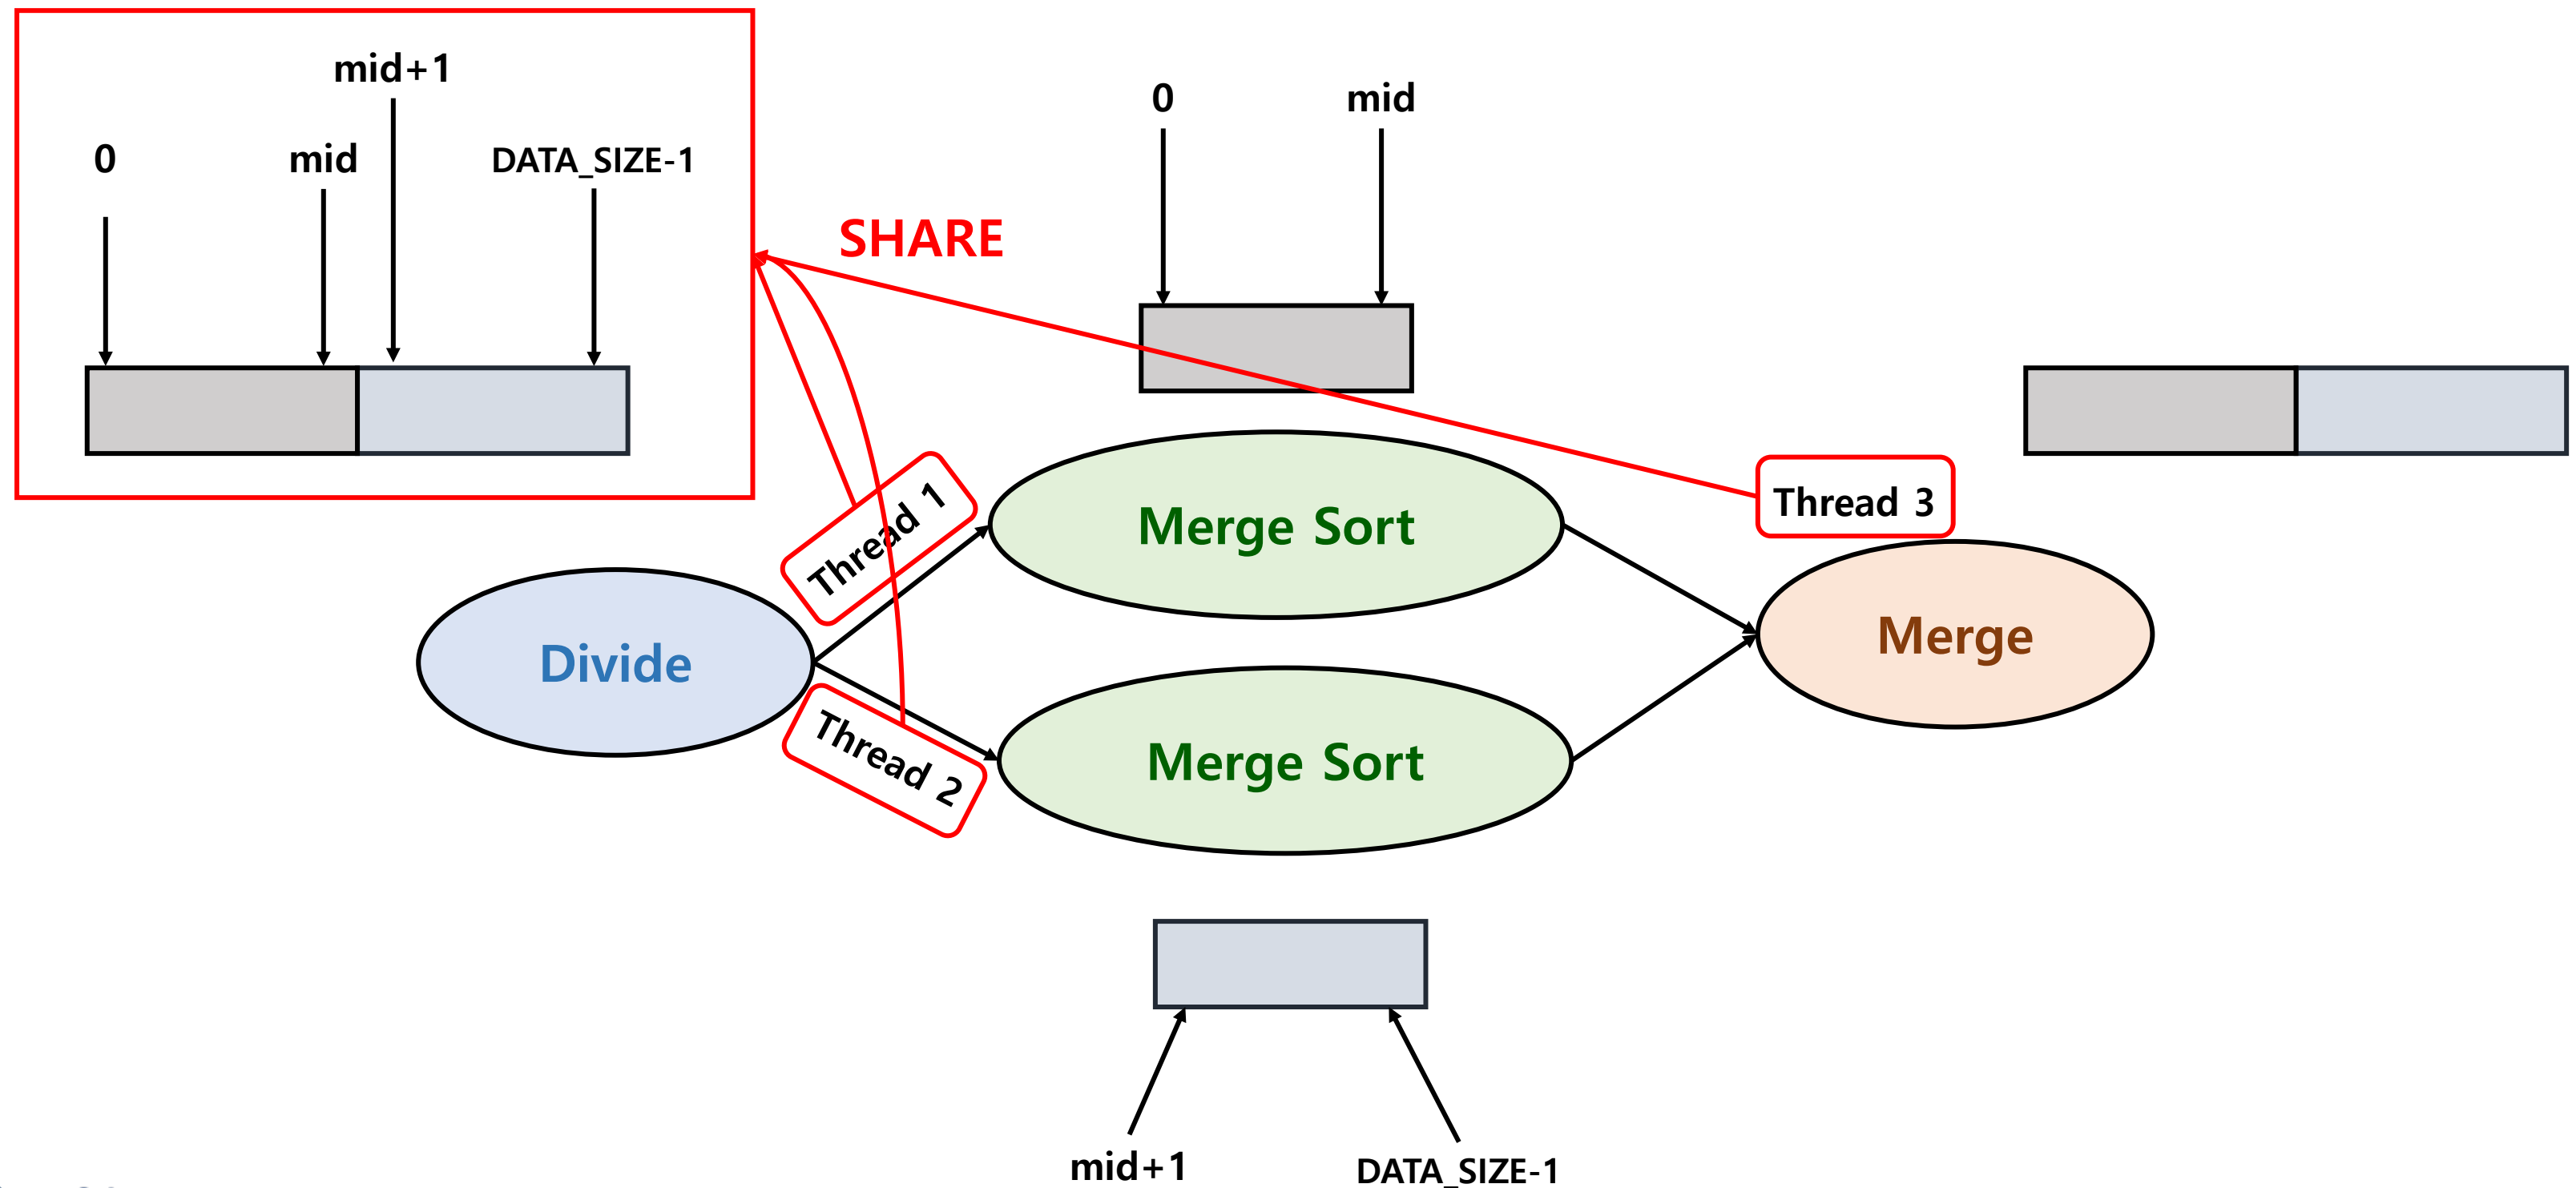 mid+1
0
mid
DATA_SIZE-1
0
mid
SHARE
Thread 1
Thread 2
Thread 3
Divide
Merge Sort
Merge Sort
Merge
mid+1
DATA_SIZE-1